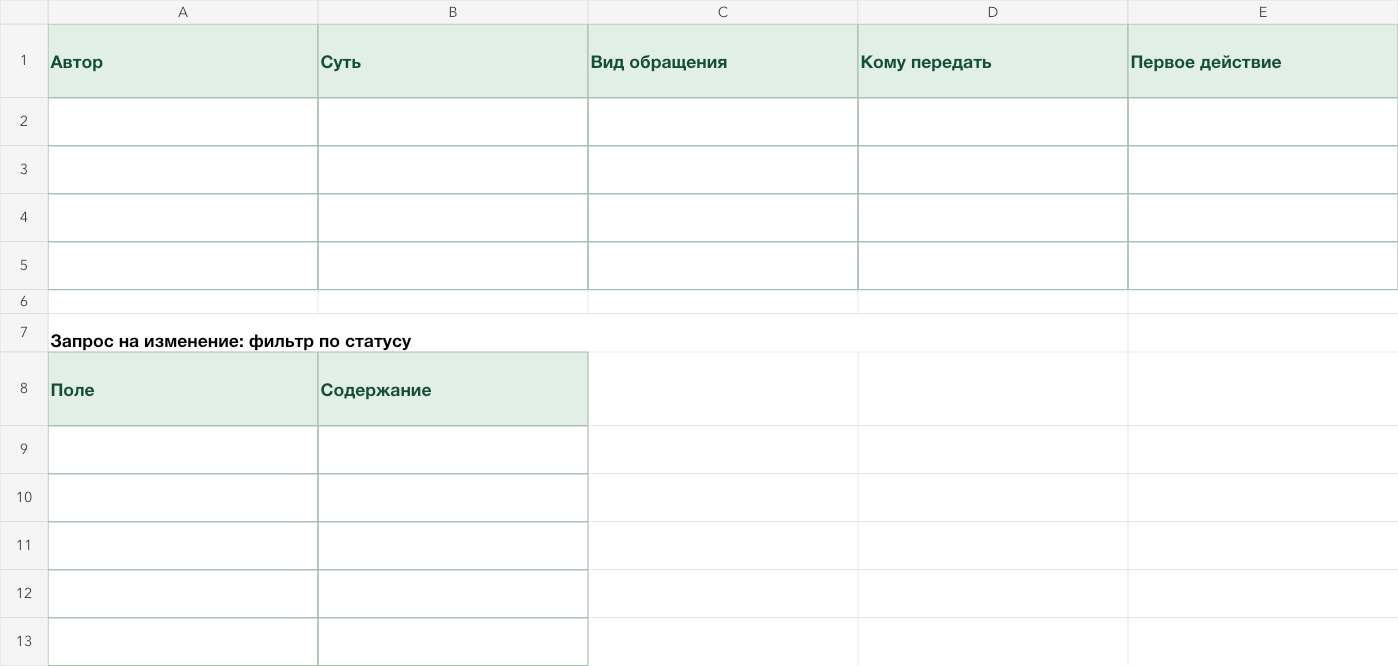 A B C D E
1 Автор Суть Вид обращения Кому передать Первое действие
2
3
4
5
6
7 Запрос на изменение: фильтр по статусу
8 Поле Содержание
9
10
11
12
13